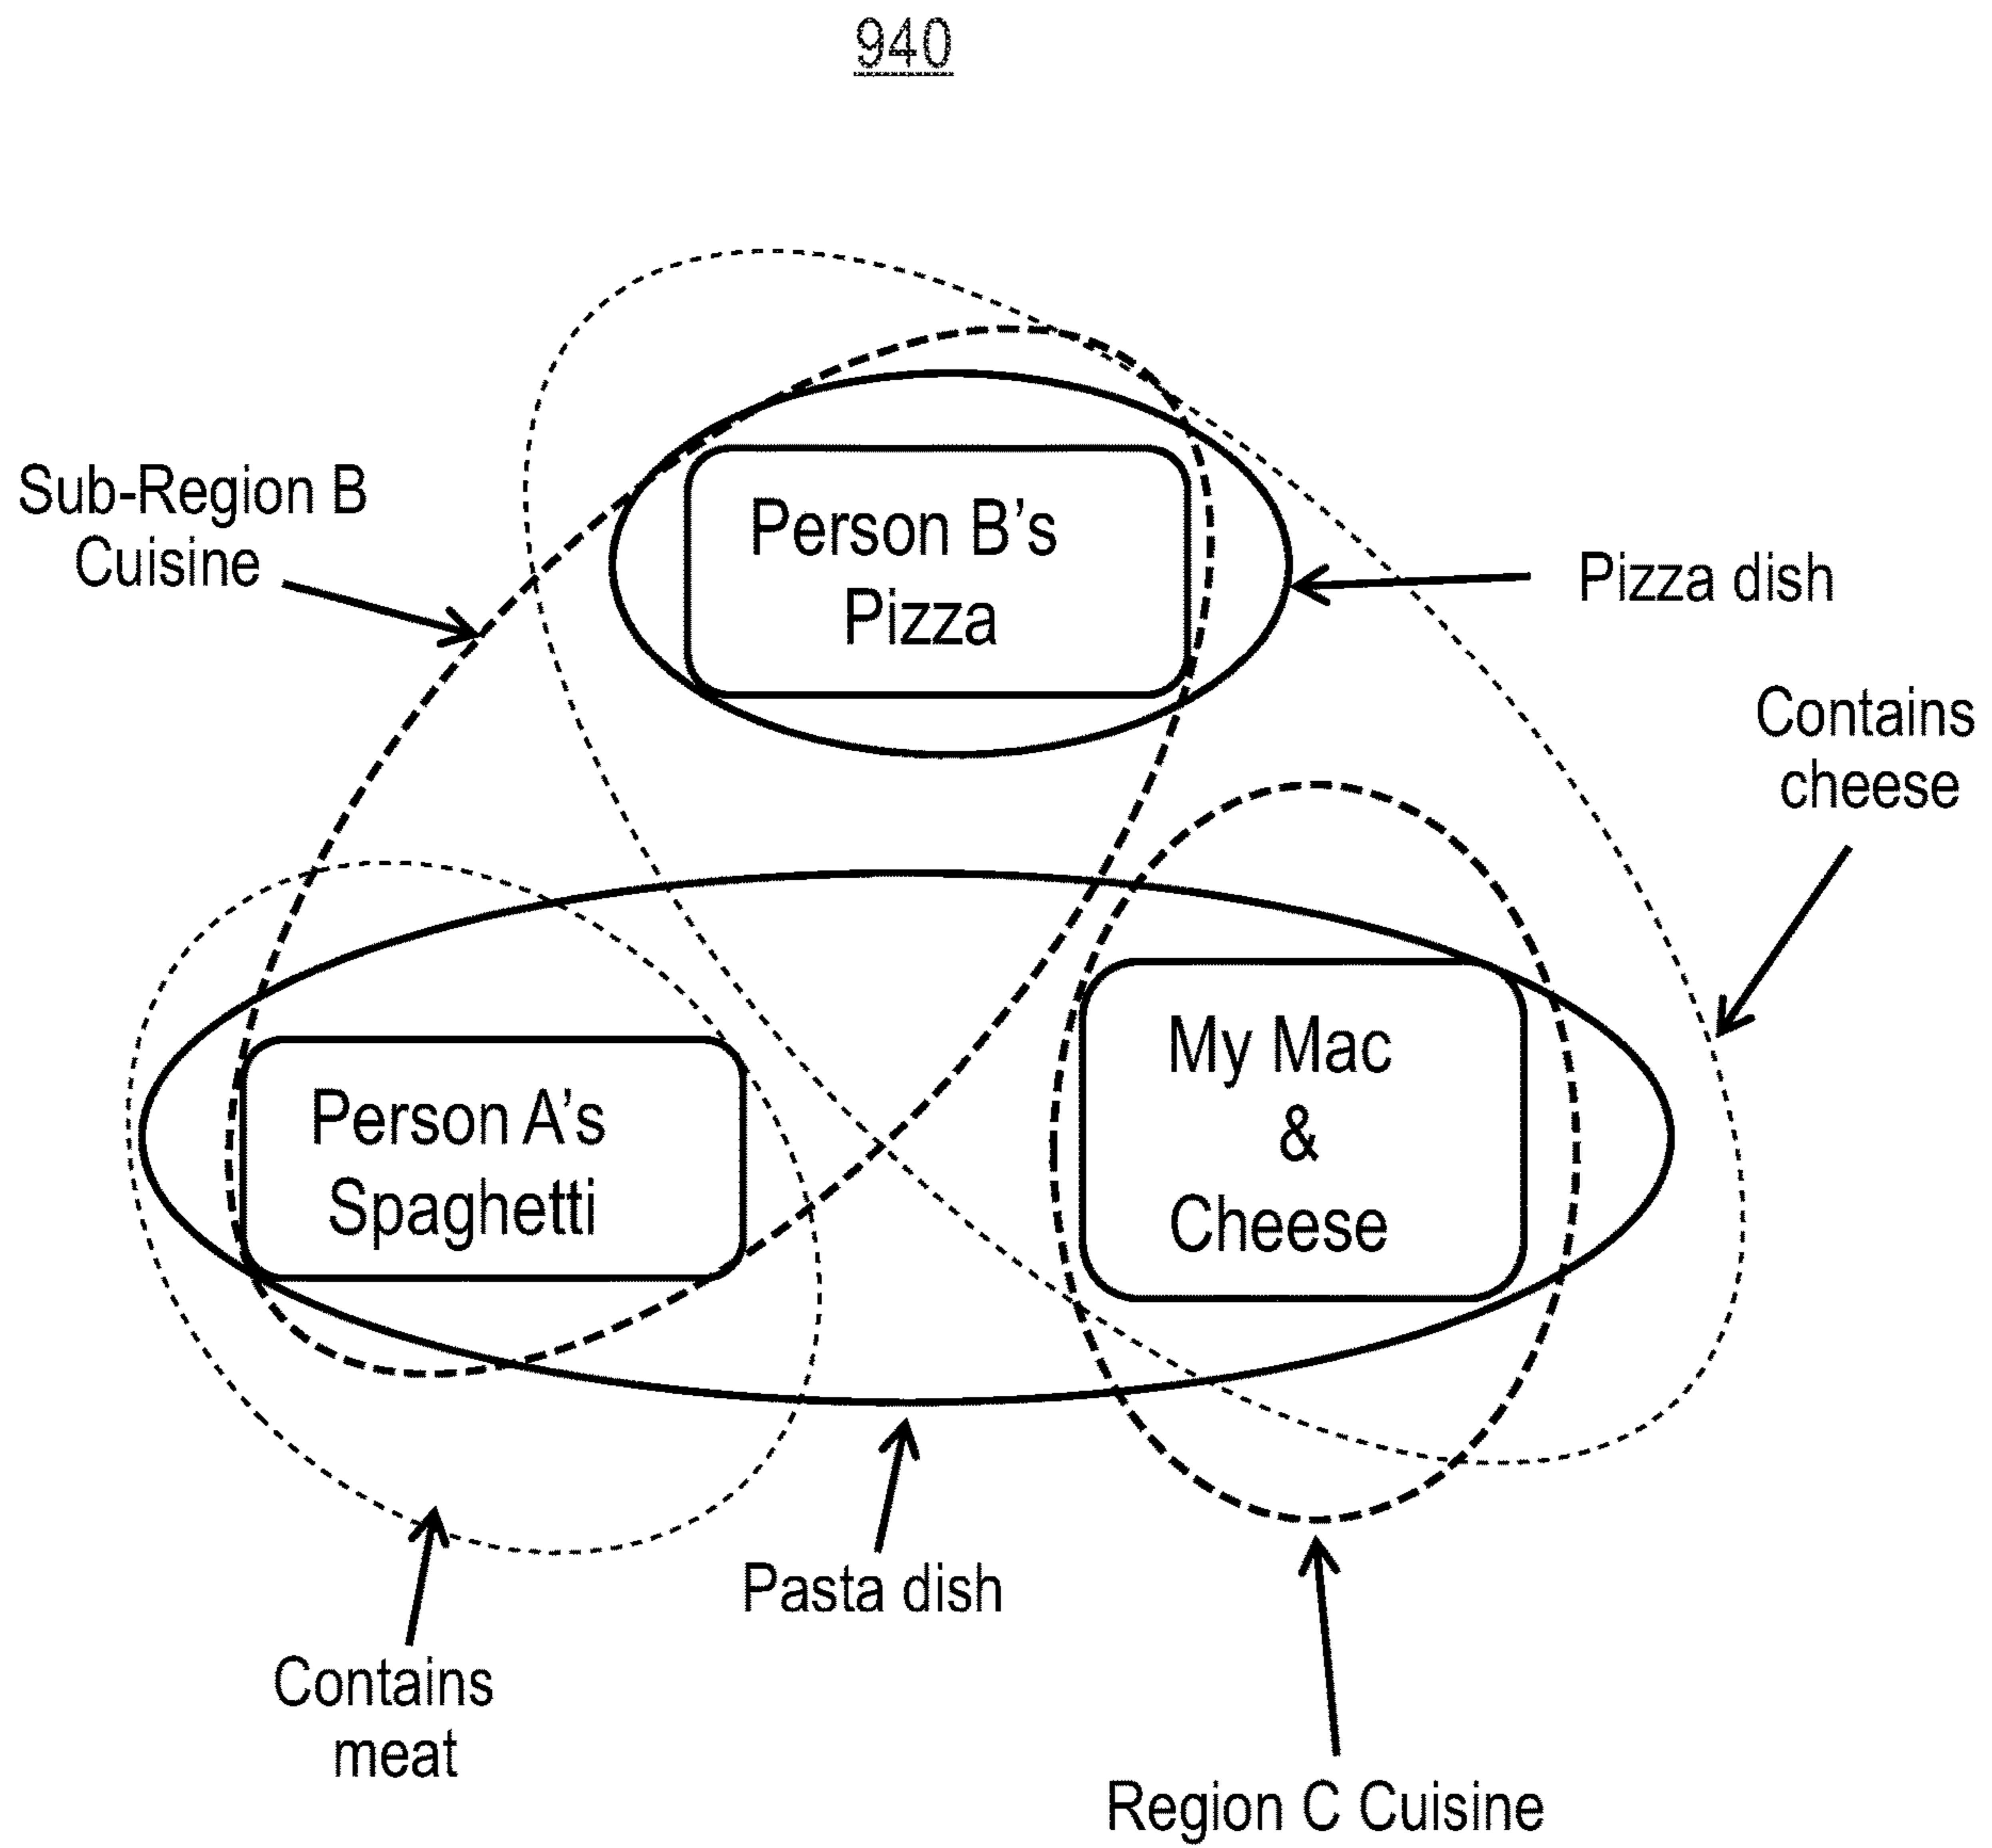 940
Sub-Region B
Cuisine
Person B's
Pizza
Pizza dish
Contains
cheese
Person A's
Spaghetti
My Mac
&
Cheese
Pasta dish
Contains
meat
Region C Cuisine